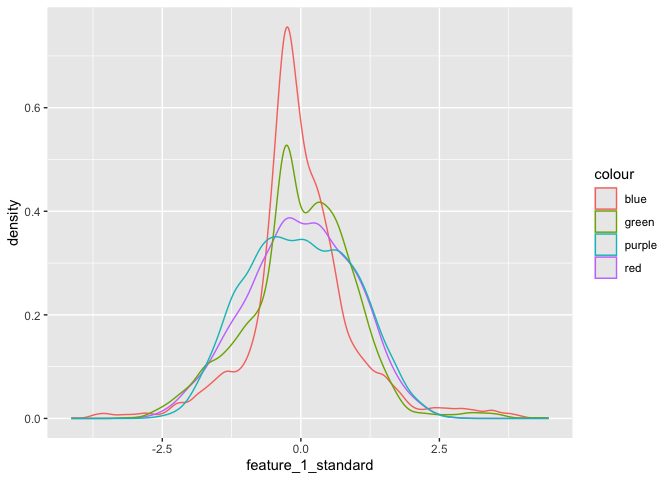 0.6
0.4
0.2
0.0
density
-2.5
0.0
2.5
feature_1_standard
colour
blue
green
purple
red